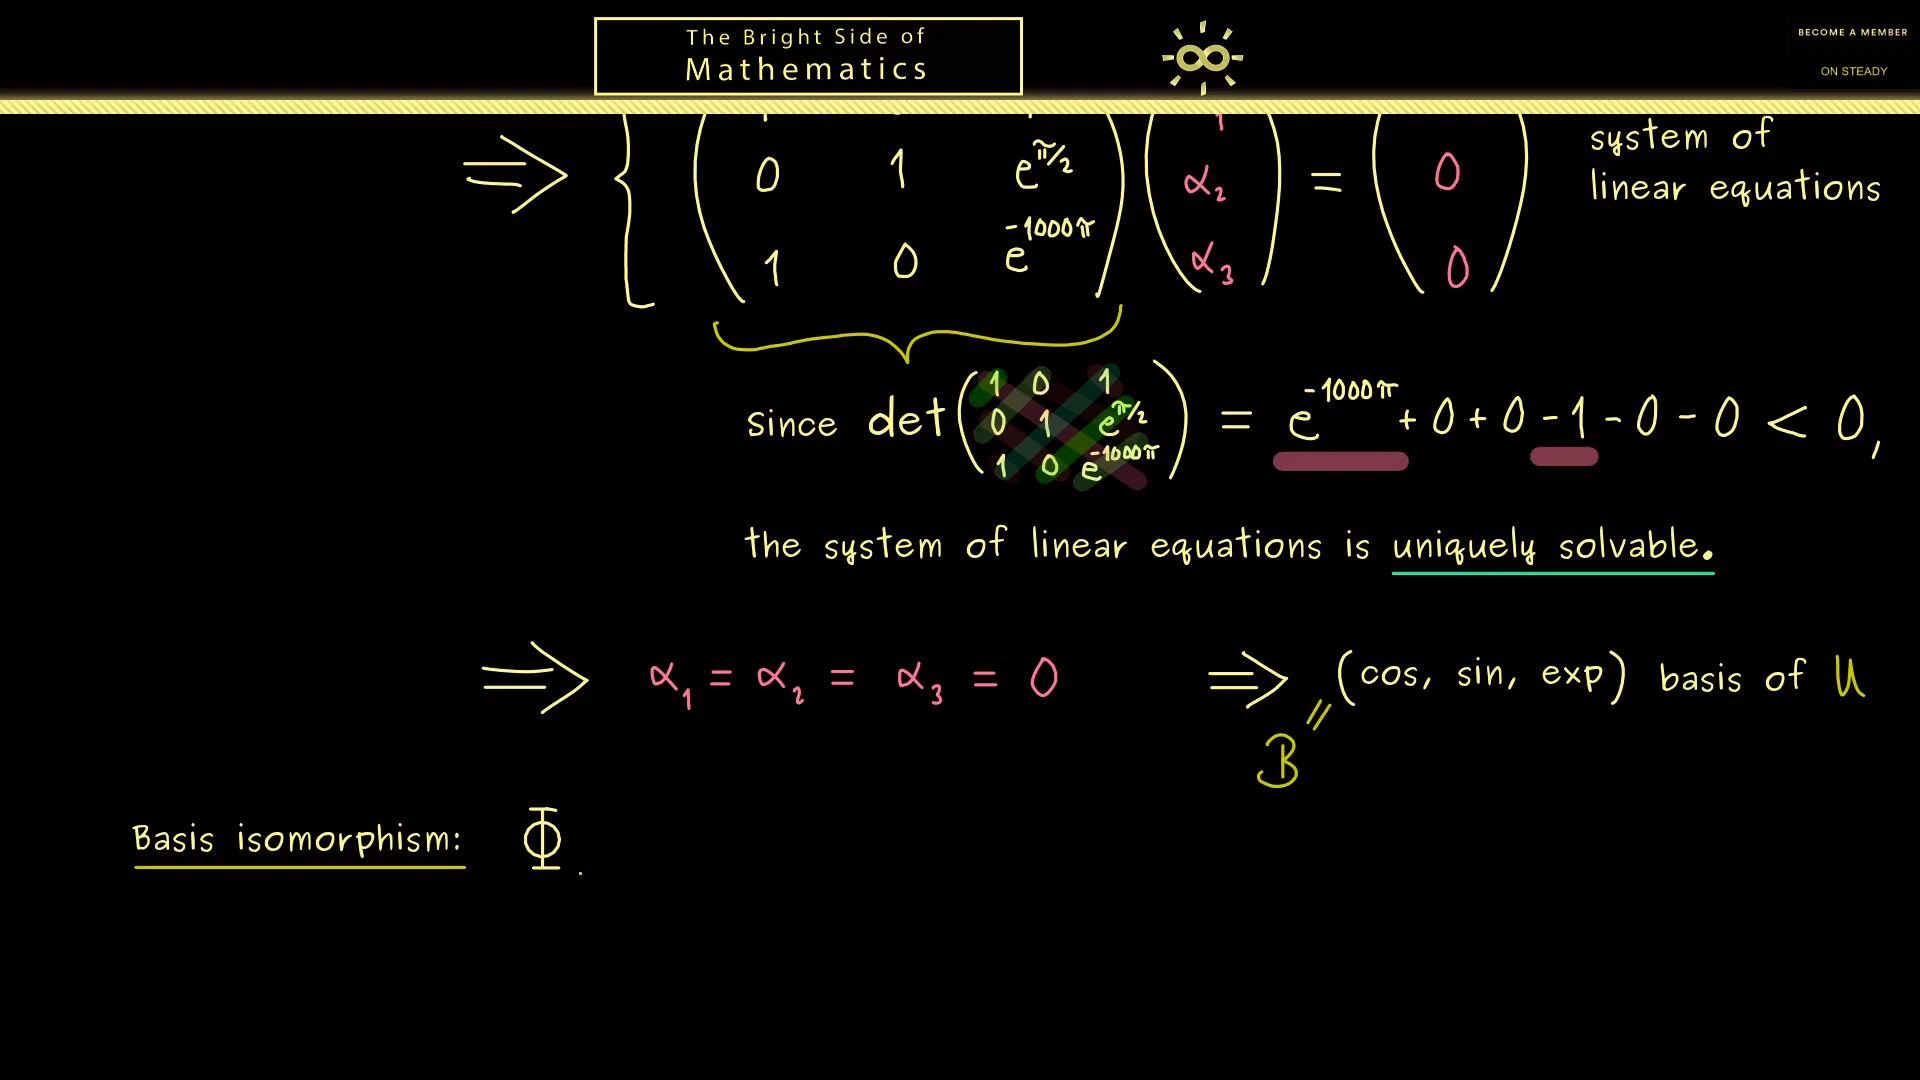 The Bright Side of
Mathematics
BECOME A MEMBER
ON STEADY
system of
linear equations
⇒ { ( 0 1 e^{π/2} ) ( α₂ ) = ( 0 )
1 0 e^{-1000π} α₃ 0
since det ( 1 0 1
0 1 e^{π/2}
1 0 e^{-1000π} ) = e^{-1000π} + 0 + 0 - 1 - 0 - 0 < 0,
the system of linear equations is uniquely solvable.
⇒ α₁ = α₂ = α₃ = 0 ⇒ (cos, sin, exp) basis of U
= B
Basis isomorphism: Φ